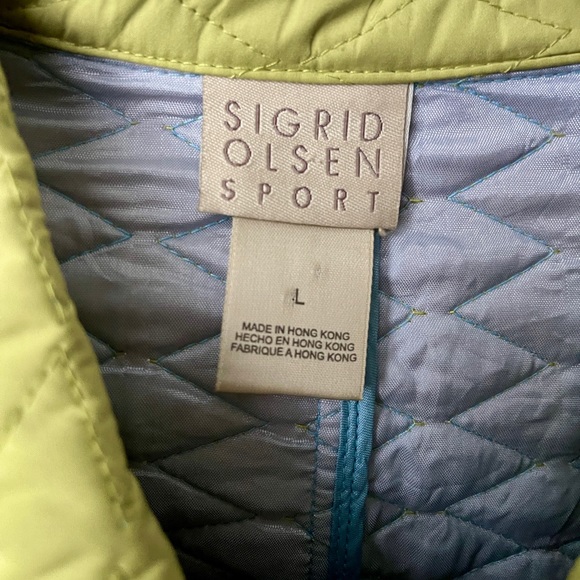 SIGRID
OLSEN
SPORT
L
MADE IN HONG KONG
HECHO EN HONG KONG
FABRIQUE A HONG KONG